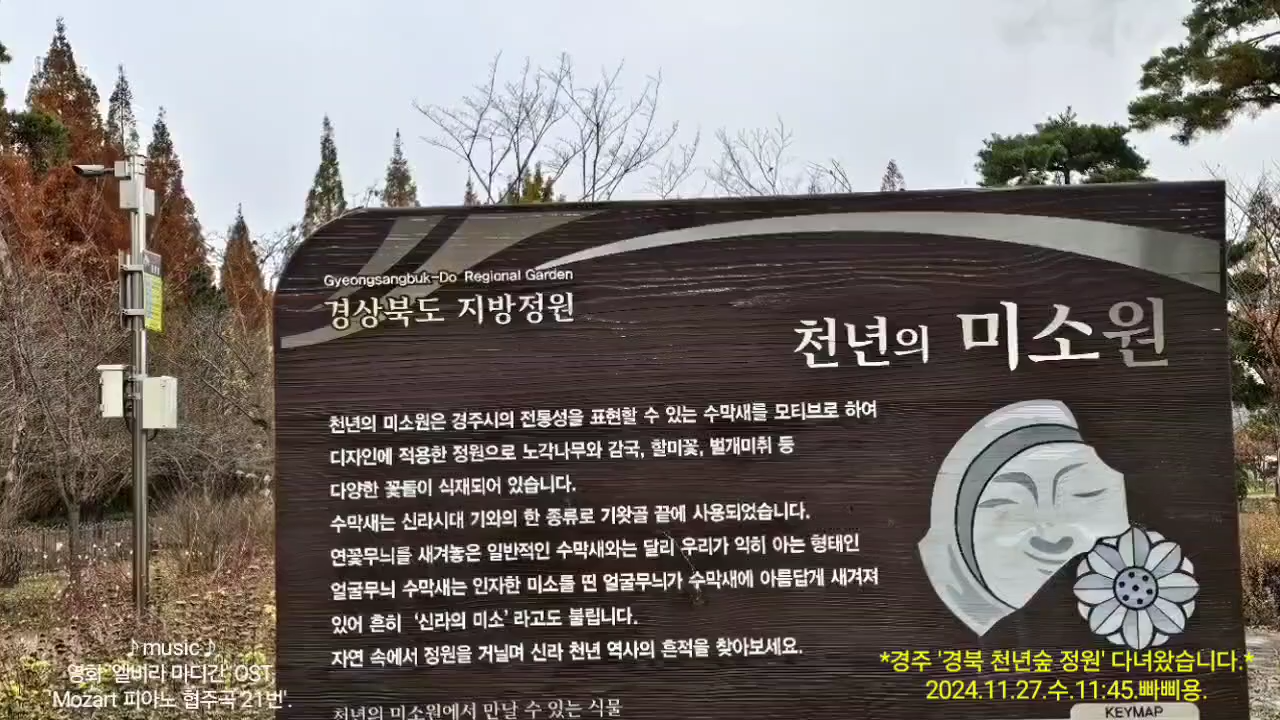 Gyeongsangbuk-Do Regional Garden
경상북도 지방정원
천년의 미소원
천년의 미소원은 경주시의 전통성을 표현할 수 있는 수막새를 모티브로 하여
디자인에 적용한 정원으로 노각나무와 감국, 할미꽃, 벌개미취 등
다양한 꽃들이 식재되어 있습니다.
수막새는 신라시대 기와의 한 종류로 기왓골 끝에 사용되었습니다.
연꽃무늬를 새겨놓은 일반적인 수막새와는 달리 우리가 익히 아는 형태인
얼굴무늬 수막새는 인자한 미소를 띤 얼굴무늬가 수막새에 아름답게 새겨져
있어 흔히 '신라의 미소'라고도 불립니다.
자연 속에서 정원을 거닐며 신라 천년 역사의 흔적을 찾아보세요.
천년의 미소원에서 만날 수 있는 식물
KEYMAP
♪music♪
영화 '엘비라 마디간' OST
'Mozart 피아노 협주곡 21번'.
*경주 '경북 천년숲 정원' 다녀왔습니다.*
2024.11.27.수.11:45.빠삐용.